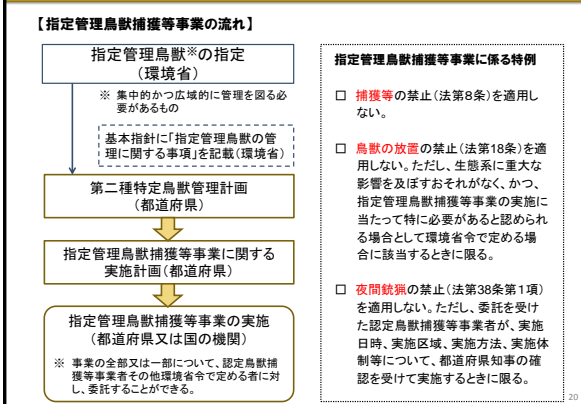 【指定管理鳥獣捕獲等事業の流れ】
指定管理鳥獣※の指定
（環境省）
※ 集中的かつ広域的に管理を図る必
要があるもの
基本指針に「指定管理鳥獣の管
理に関する事項」を記載（環境省）
第二種特定鳥獣管理計画
（都道府県）
指定管理鳥獣捕獲等事業に関する
実施計画（都道府県）
指定管理鳥獣捕獲等事業の実施
（都道府県又は国の機関）
※ 事業の全部又は一部について、認定鳥獣捕
獲等事業者その他環境省令で定める者に対
し、委託することができる。
指定管理鳥獣捕獲等事業に係る特例
□ 捕獲等の禁止（法第8条）を適用し
ない。
□ 鳥獣の放置の禁止（法第18条）を適
用しない。ただし、生態系に重大な
影響を及ぼすおそれがなく、かつ、
指定管理鳥獣捕獲等事業の実施に
当たって特に必要があると認められ
る場合として環境省令で定める場
合に該当するときに限る。
□ 夜間銃猟の禁止（法第38条第1項）
を適用しない。ただし、委託を受け
た認定鳥獣捕獲等事業者が、実施
日時、実施区域、実施方法、実施体
制等について、都道府県知事の確
認を受けて実施するときに限る。
20